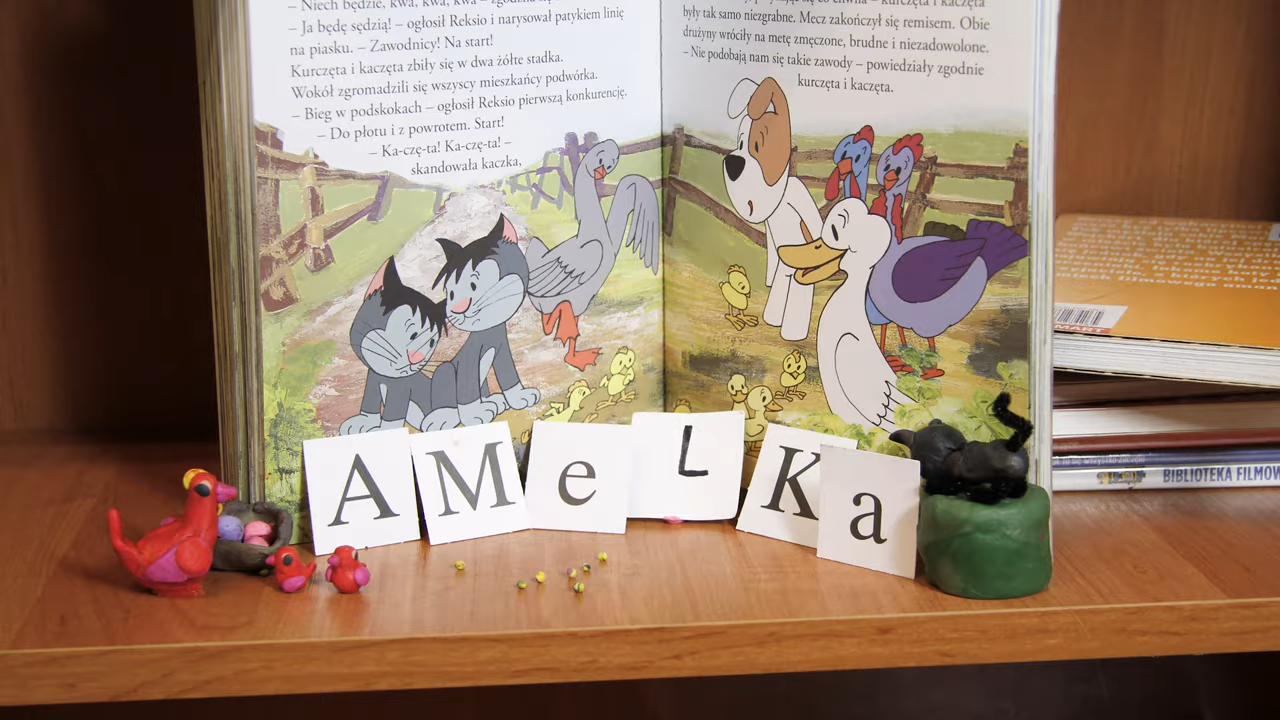 – Niech będzie, kwa, kwa, kwa –
– Ja będę sędzią! – ogłosił Reksio i narysował patykiem linię
na piasku. – Zawodnicy! Na start!
Kurczęta i kaczęta zbiły się w dwa żółte stadka.
Wokół zgromadzili się wszyscy mieszkańcy podwórka.
– Bieg w podskokach – ogłosił Reksio pierwszą konkurencję.
– Do płotu i z powrotem. Start!
– Ka-czę-ta! Ka-czę-ta! –
skandowała kaczka,
były tak samo niezgrabne. Mecz zakończył się remisem. Obie
drużyny wróciły na metę zmęczone, brudne i niezadowolone.
– Nie podobają nam się takie zawody – powiedziały zgodnie
kurczęta i kaczęta.
AMeLKa
MART
BIBLIOTEKA FILMOW